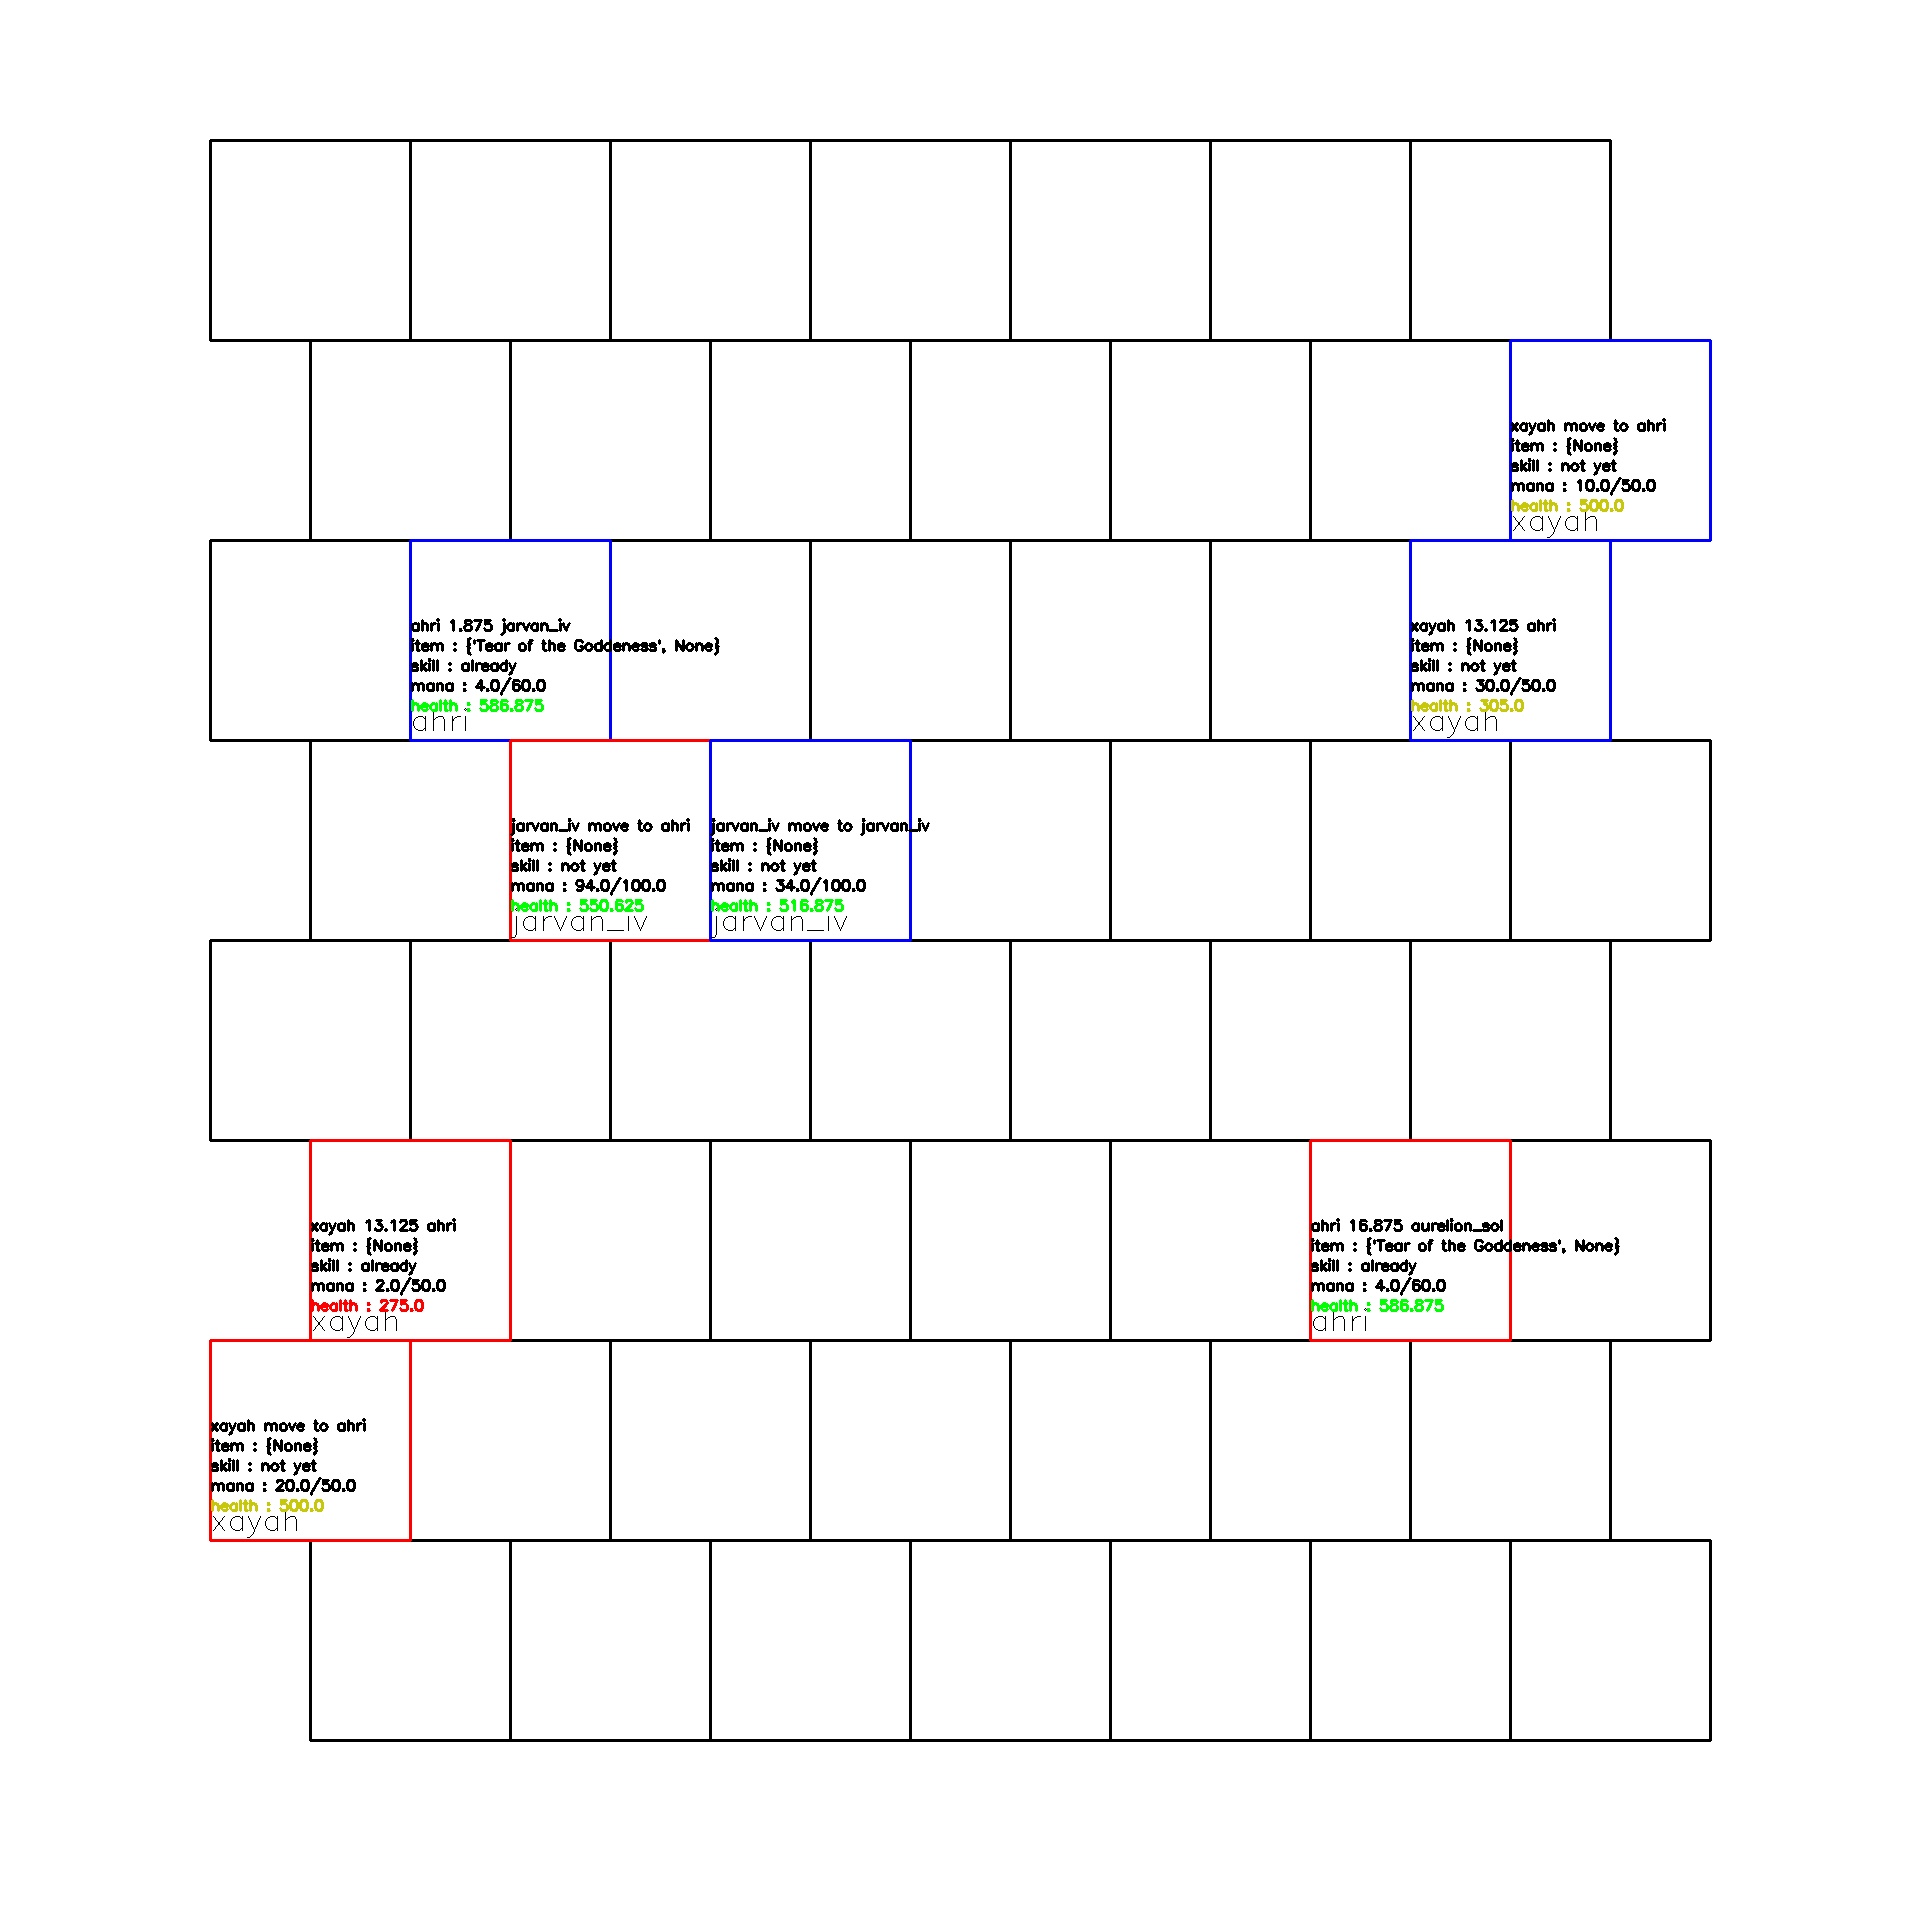 xayah move to ahri
item : {None}
skill : not yet
mana : 10.0/50.0
health : 500.0
xayah
ahri 1.875 jarvan_iv
item : {'Tear of the Goddeness', None}
skill : already
mana : 4.0/60.0
health : 586.875
ahri
xayah 13.125 ahri
item : {None}
skill : not yet
mana : 30.0/50.0
health : 305.0
xayah
jarvan_iv move to ahri
item : {None}
skill : not yet
mana : 94.0/100.0
health : 550.625
jarvan_iv
jarvan_iv move to jarvan_iv
item : {None}
skill : not yet
mana : 34.0/100.0
health : 516.875
jarvan_iv
xayah 13.125 ahri
item : {None}
skill : already
mana : 2.0/50.0
health : 275.0
xayah
ahri 16.875 aurelion_sol
item : {'Tear of the Goddeness', None}
skill : already
mana : 4.0/60.0
health : 586.875
ahri
xayah move to ahri
item : {None}
skill : not yet
mana : 20.0/50.0
health : 500.0
xayah